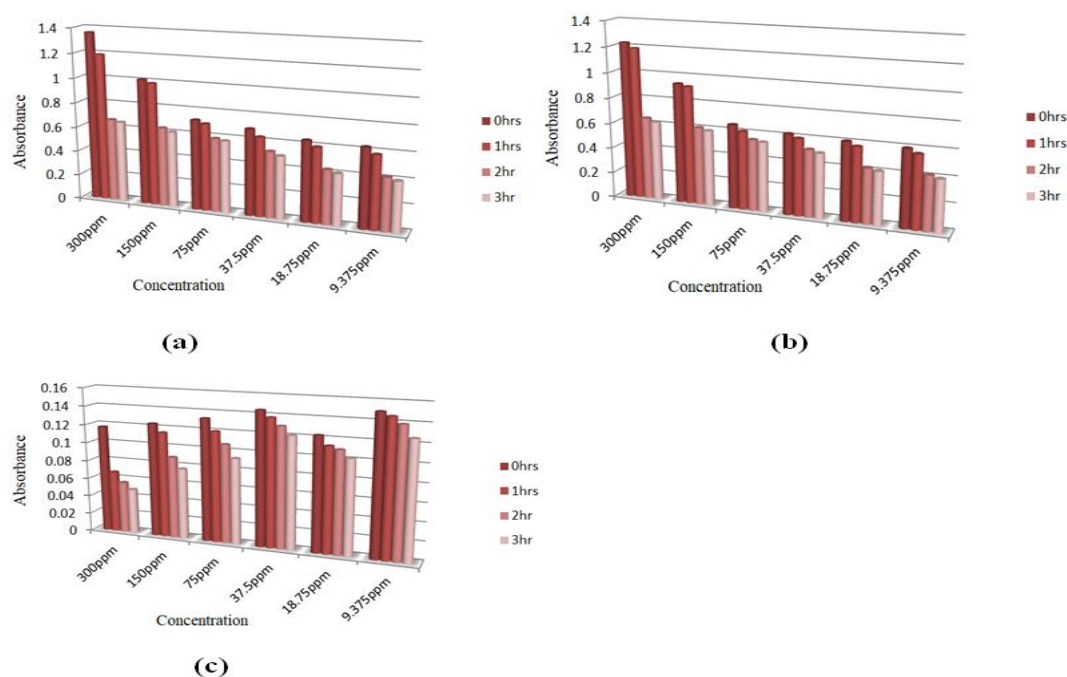 1.4
1.2
1
0.8
0.6
0.4
0.2
0
Absorbance
300ppm
150ppm
75ppm
37.5ppm
18.75ppm
9.375ppm
Concentration
0hrs
1hrs
2hr
3hr
(a)
1.4
1.2
1
0.8
0.6
0.4
0.2
0
Absorbance
300ppm
150ppm
75ppm
37.5ppm
18.75ppm
9.375ppm
Concentration
0hrs
1hrs
2hr
3hr
(b)
0.16
0.14
0.12
0.1
0.08
0.06
0.04
0.02
0
Absorbance
300ppm
150ppm
75ppm
37.5ppm
18.75ppm
9.375ppm
Concentration
0hrs
1hrs
2hr
3hr
(c)